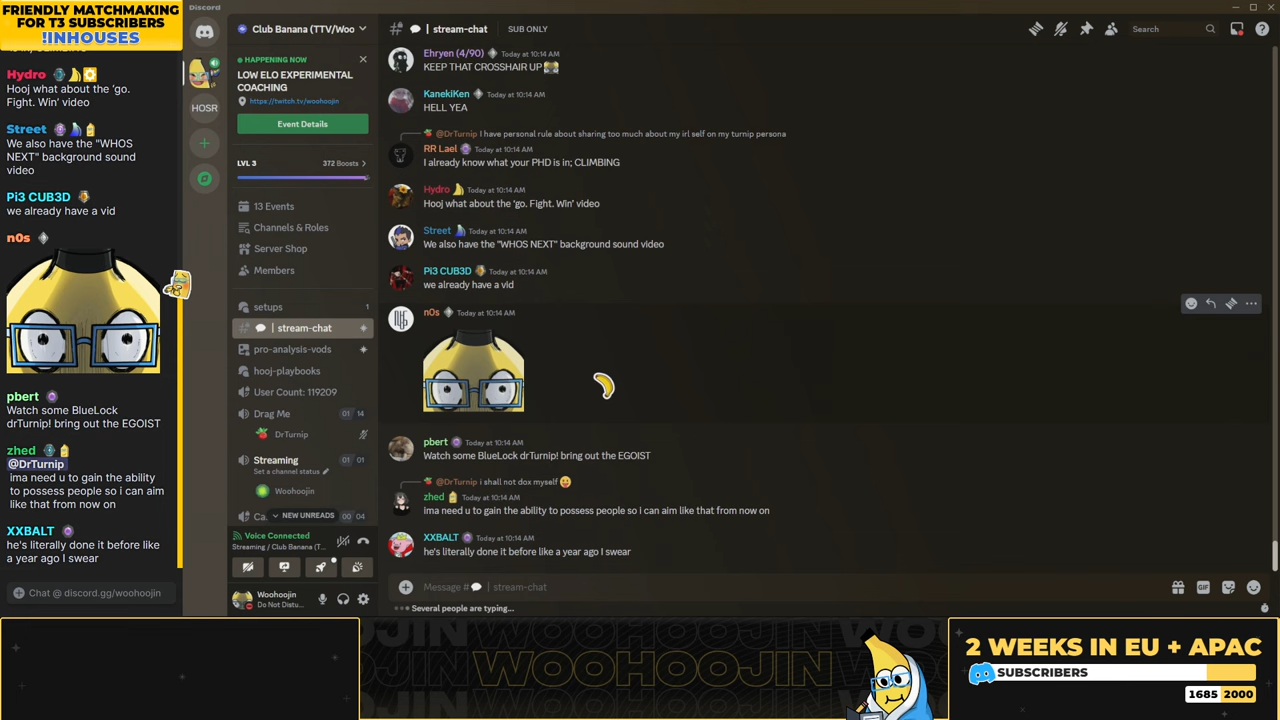 FRIENDLY MATCHMAKING
FOR T3 SUBSCRIBERS
!INHOUSES
Hydro
Hooj what about the 'go.
Fight. Win' video
Street
We also have the "WHOS
NEXT" background sound
video
Pi3 CUB3D
we already have a vid
n0s
pbert
Watch some BlueLock
drTurnip! bring out the EGOIST
zhed
@DrTurnip
ima need u to gain the ability
to possess people so i can aim
like that from now on
XXBALT
he's literally done it before like
a year ago I swear
Chat @ discord.gg/woohoojin
Discord
HOSR
Club Banana (TTV/Woo
HAPPENING NOW
LOW ELO EXPERIMENTAL
COACHING
https://twitch.tv/woohoojin
Event Details
LVL 3
372 Boosts
13 Events
Channels & Roles
Server Shop
Members
setups
1
stream-chat
pro-analysis-vods
hooj-playbooks
User Count: 119209
Drag Me
01 14
DrTurnip
Streaming
01 01
Set a channel status
Woohoojin
Ca
NEW UNREADS
00 04
Voice Connected
Streaming / Club Banana (T...
Woohoojin
Do Not Distu...
stream-chat
SUB ONLY
Search
Ehryen (4/90) Today at 10:14 AM
KEEP THAT CROSSHAIR UP
KanekiKen Today at 10:14 AM
HELL YEA
@DrTurnip I have personal rule about sharing too much about my irl self on my turnip persona
RR Lael Today at 10:14 AM
I already know what your PHD is in; CLIMBING
Hydro Today at 10:14 AM
Hooj what about the 'go. Fight. Win' video
Street Today at 10:14 AM
We also have the "WHOS NEXT" background sound video
Pi3 CUB3D Today at 10:14 AM
we already have a vid
n0s Today at 10:14 AM
pbert Today at 10:14 AM
Watch some BlueLock drTurnip! bring out the EGOIST
@DrTurnip i shall not dox myself
zhed Today at 10:14 AM
ima need u to gain the ability to possess people so i can aim like that from now on
XXBALT Today at 10:14 AM
he's literally done it before like a year ago I swear
Message # | stream-chat
GIF
Several people are typing...
WOOHOOJIN
WOOHOOJIN
2 WEEKS IN EU + APAC
SUBSCRIBERS
1685 2000